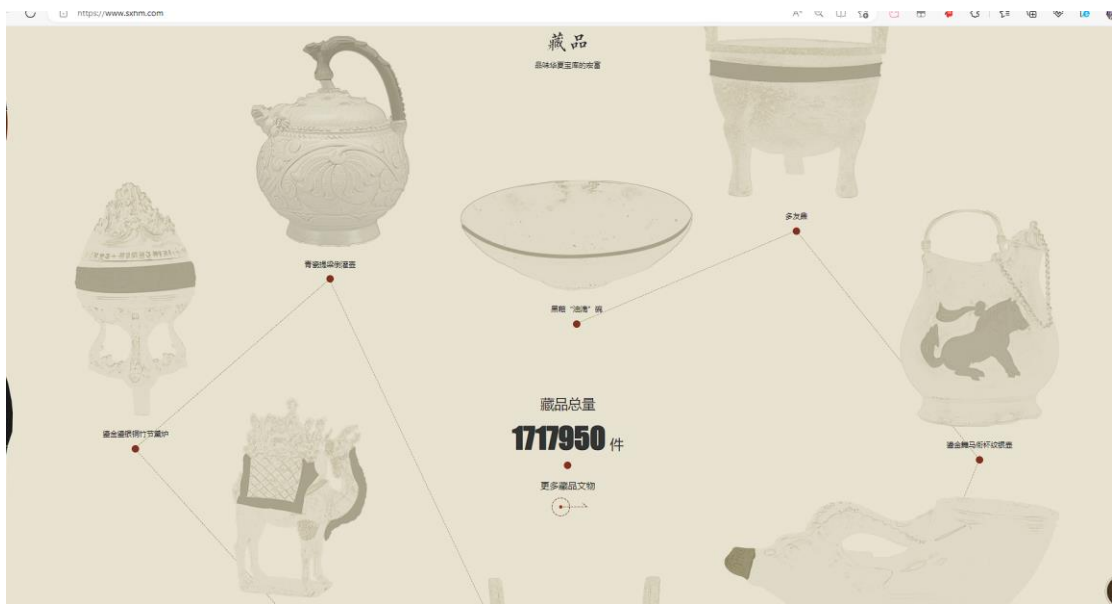 https://www.sxhm.com
藏品
品味华夏宝库的宏富
多友鼎
青瓷提梁倒灌壶
黑釉“油滴”碗
鎏金鎏银铜竹节熏炉
鎏金舞马衔杯纹银壶
藏品总量
1717950 件
更多藏品文物